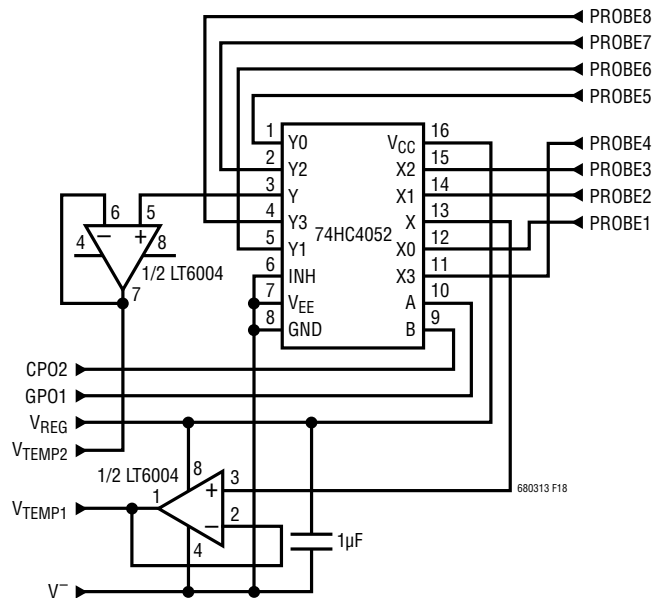 PROBE8
PROBE7
PROBE6
PROBE5
PROBE4
PROBE3
PROBE2
PROBE1
1 Y0 VCC 16
2 Y2 X2 15
3 Y X1 14
4 Y3 X 13
5 Y1 X0 12
6 INH X3 11
7 VEE A 10
8 GND B 9
74HC4052
6 5
− +
4 8
1/2 LT6004
7
CPO2
GPO1
VREG
VTEMP2
1/2 LT6004
8
1 + 3
VTEMP1
− 2
4
1µF
V−
680313 F18